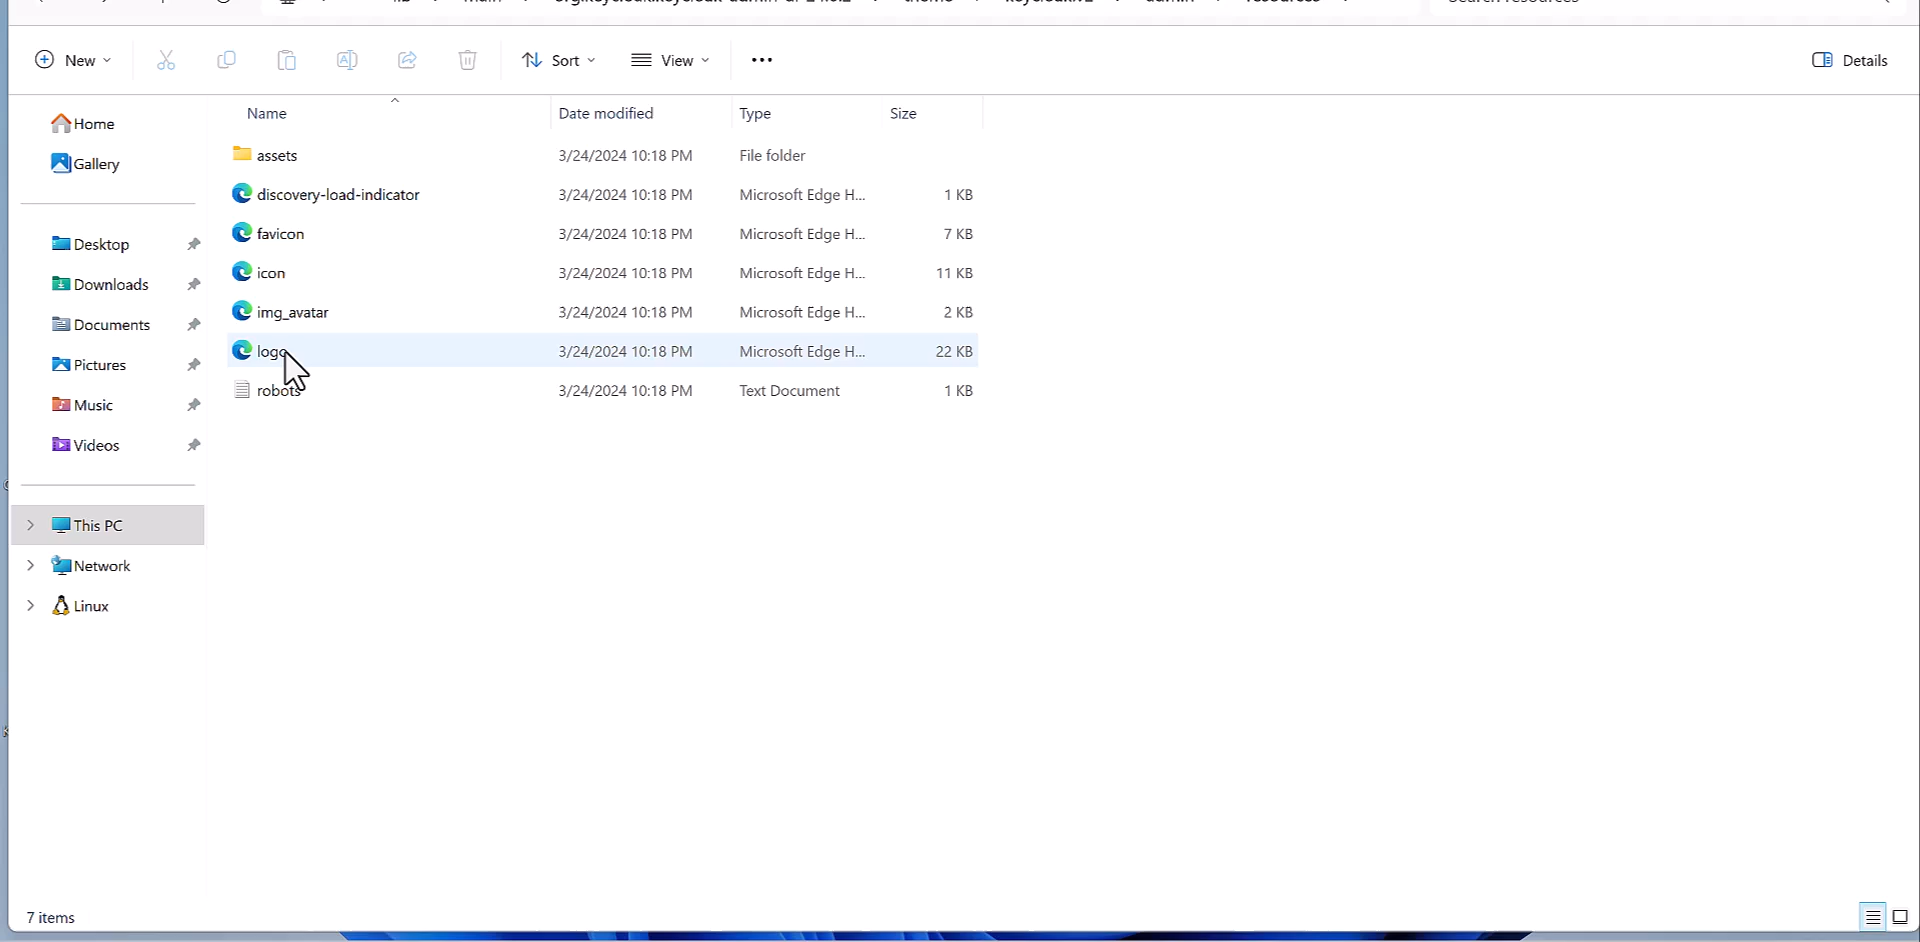 New
Sort
View
Details
Home
Gallery
Desktop
Downloads
Documents
Pictures
Music
Videos
This PC
Network
Linux
Name Date modified Type Size
assets 3/24/2024 10:18 PM File folder
discovery-load-indicator 3/24/2024 10:18 PM Microsoft Edge H... 1 KB
favicon 3/24/2024 10:18 PM Microsoft Edge H... 7 KB
icon 3/24/2024 10:18 PM Microsoft Edge H... 11 KB
img_avatar 3/24/2024 10:18 PM Microsoft Edge H... 2 KB
logo 3/24/2024 10:18 PM Microsoft Edge H... 22 KB
robots 3/24/2024 10:18 PM Text Document 1 KB
7 items